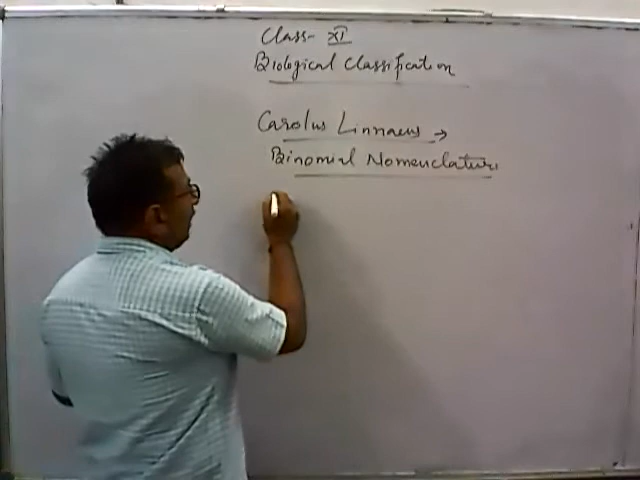 Class- XI
Biological Classification
Carolus Linnaeus →
Binomial Nomenclature